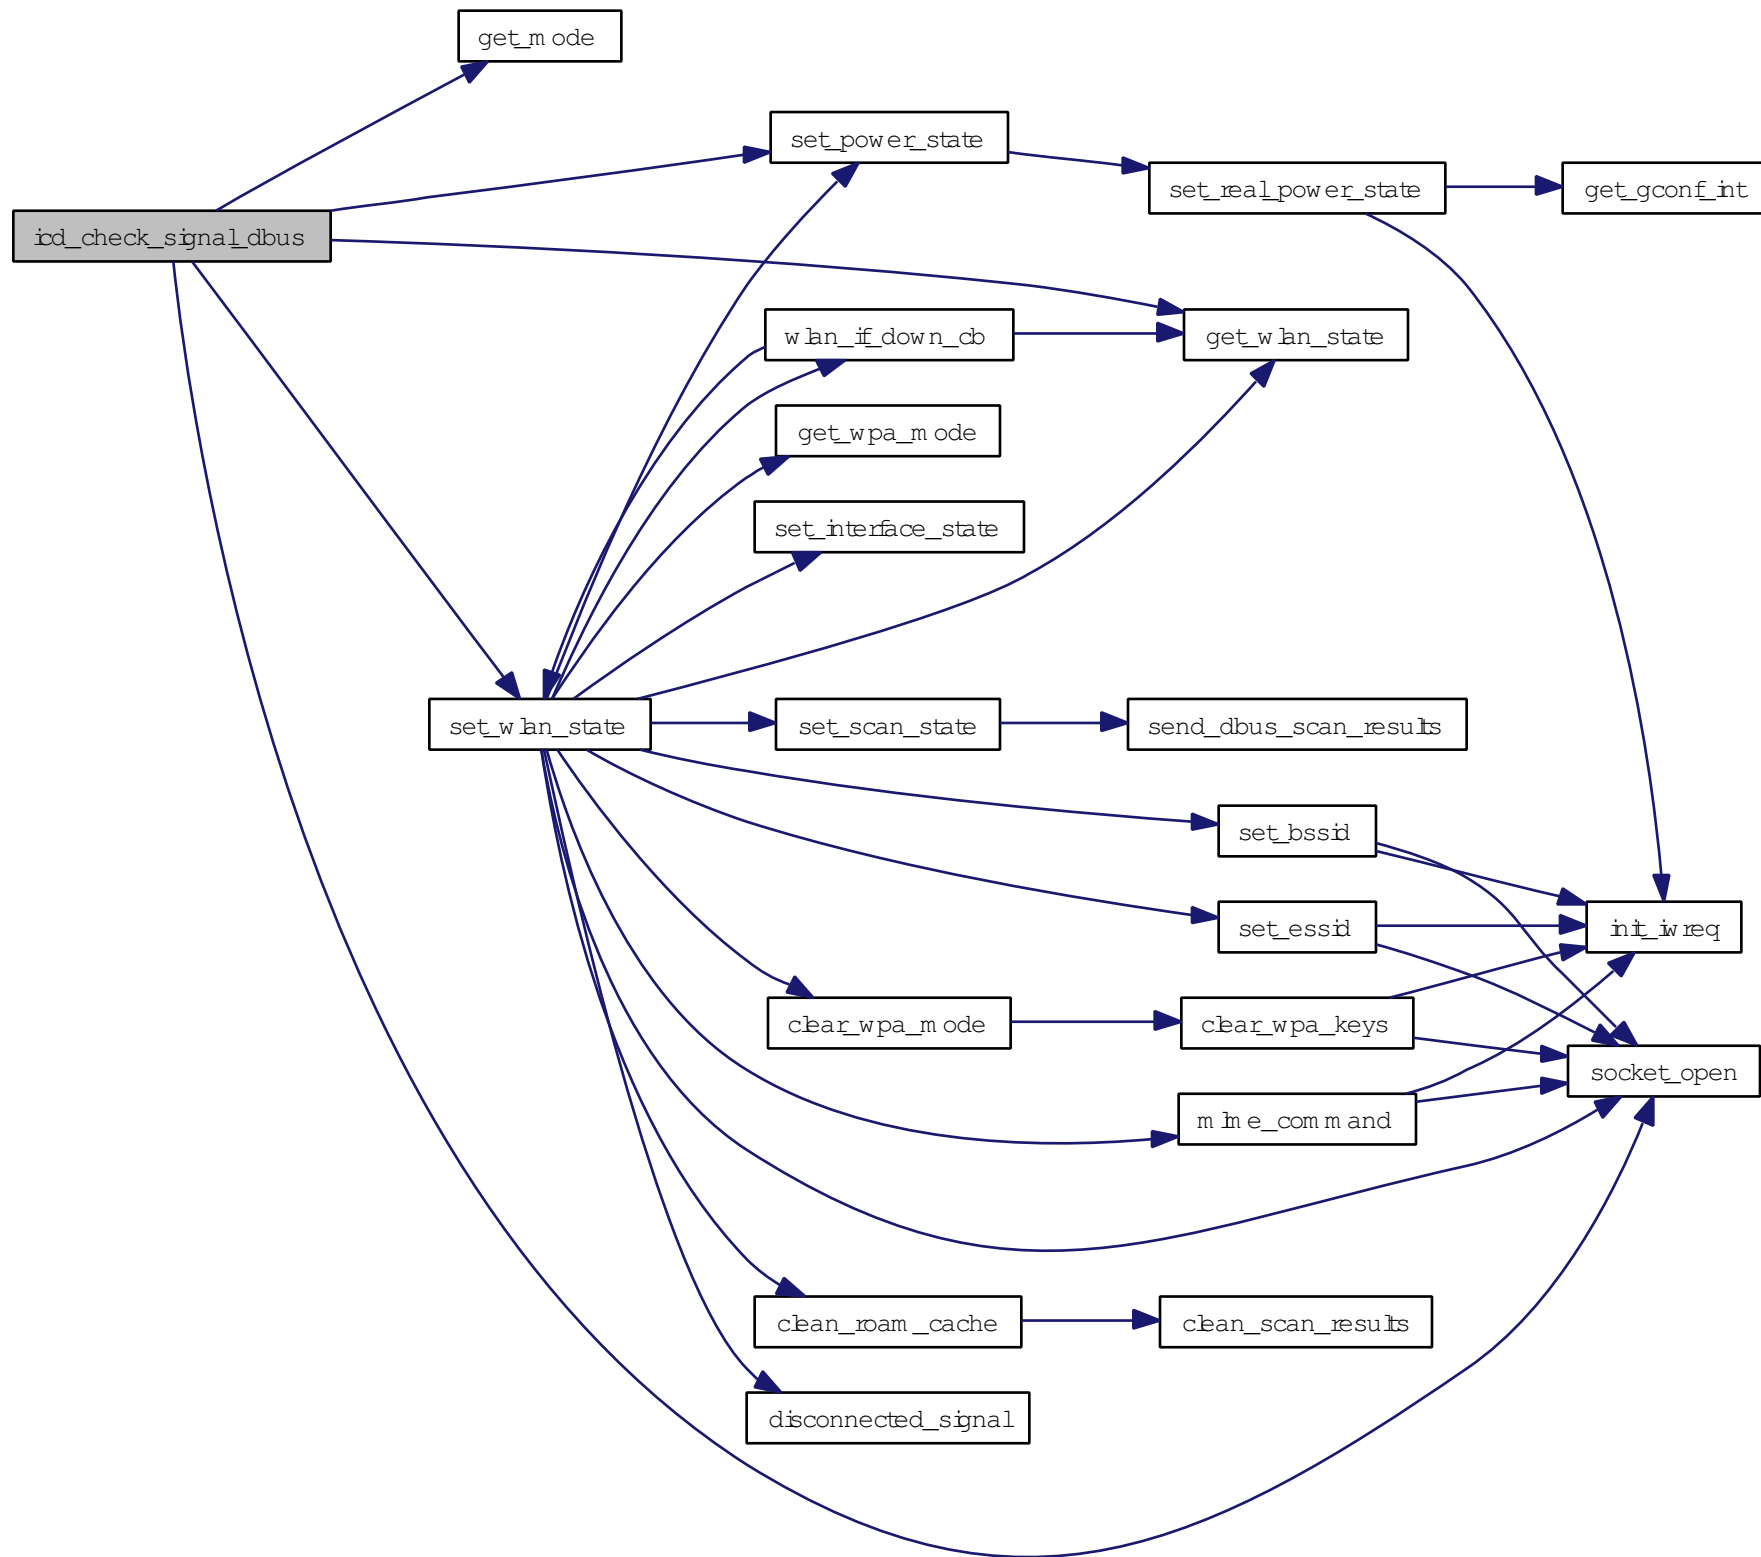 get_mode
set_power_state
set_real_power_state
get_gconf_int
icd_check_signal_dbus
wlan_if_down_cb
get_wlan_state
get_wpa_mode
set_interface_state
set_wlan_state
set_scan_state
send_dbus_scan_results
set_bssid
set_essid
init_iwreq
clear_wpa_mode
clear_wpa_keys
socket_open
mlme_command
clean_roam_cache
clean_scan_results
disconnected_signal